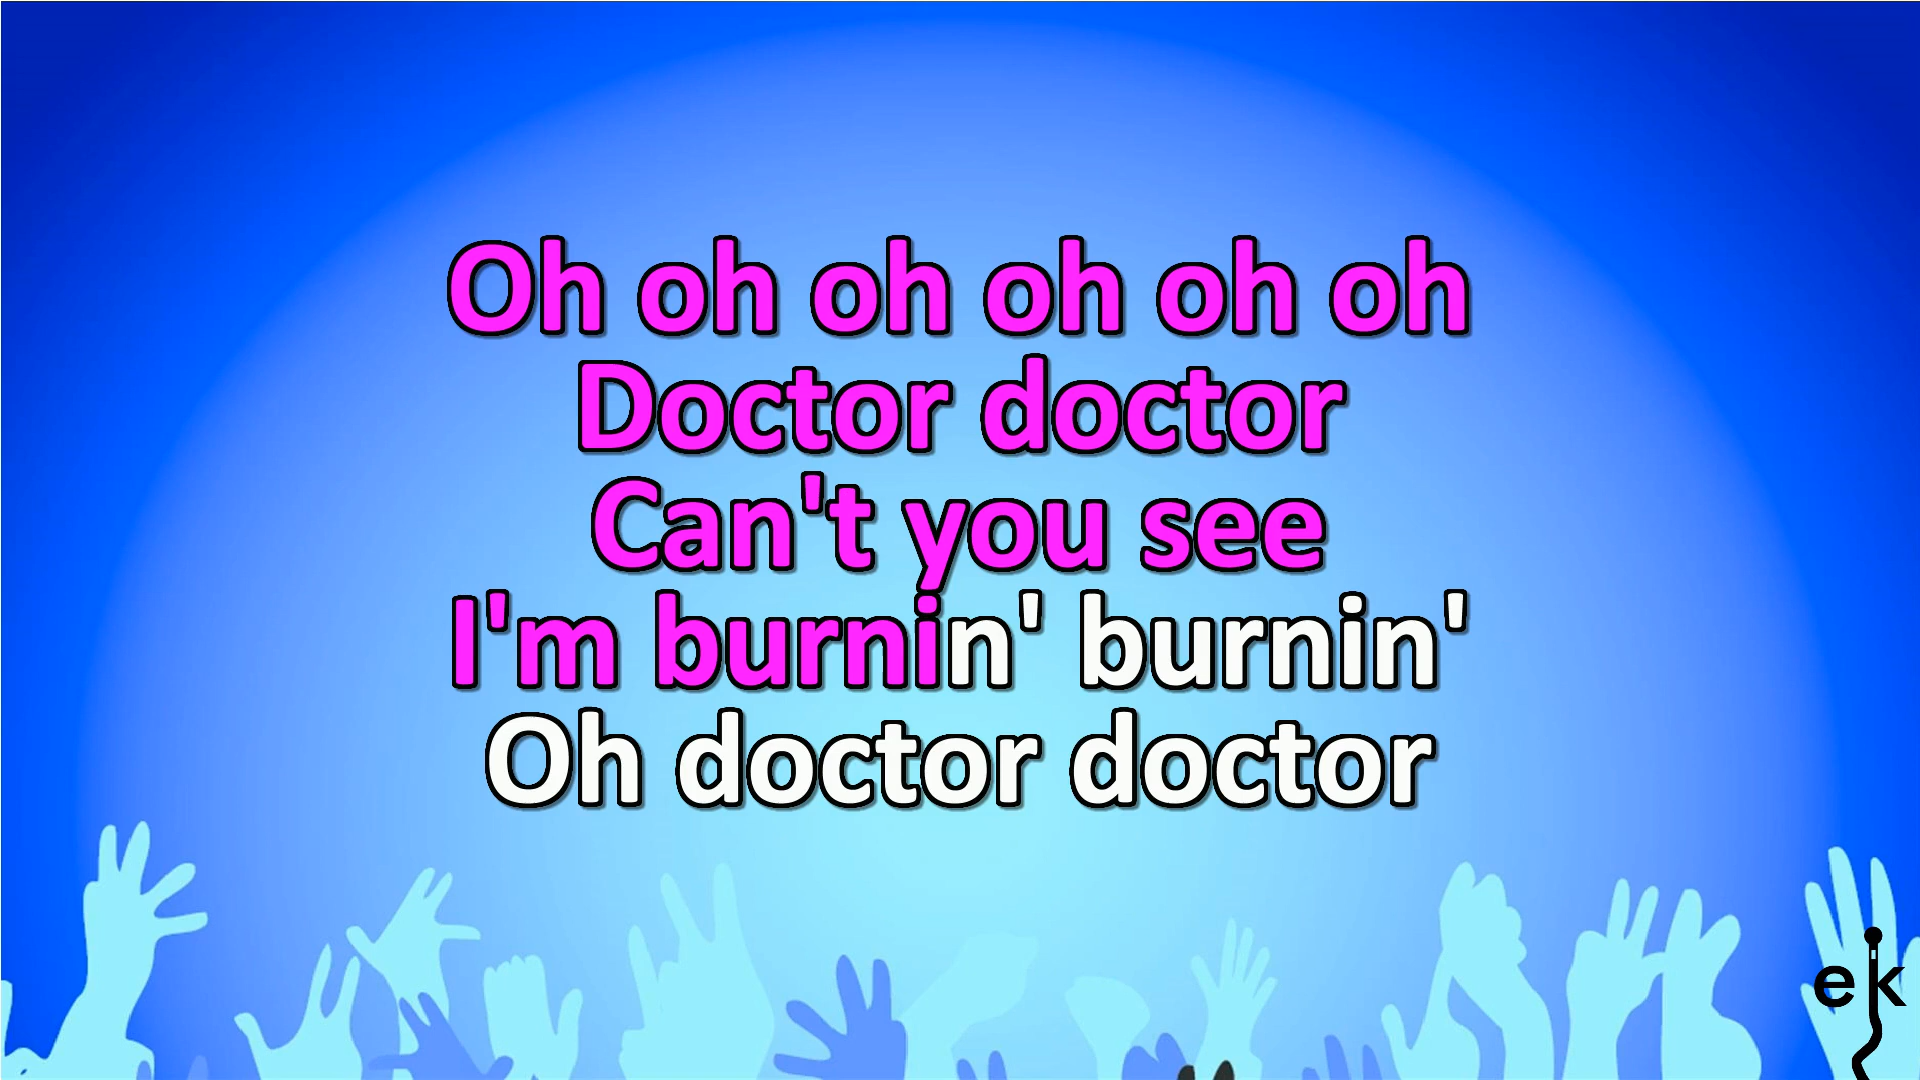 Oh oh oh oh oh oh
Doctor doctor
Can't you see
I'm burnin' burnin'
Oh doctor doctor
ek